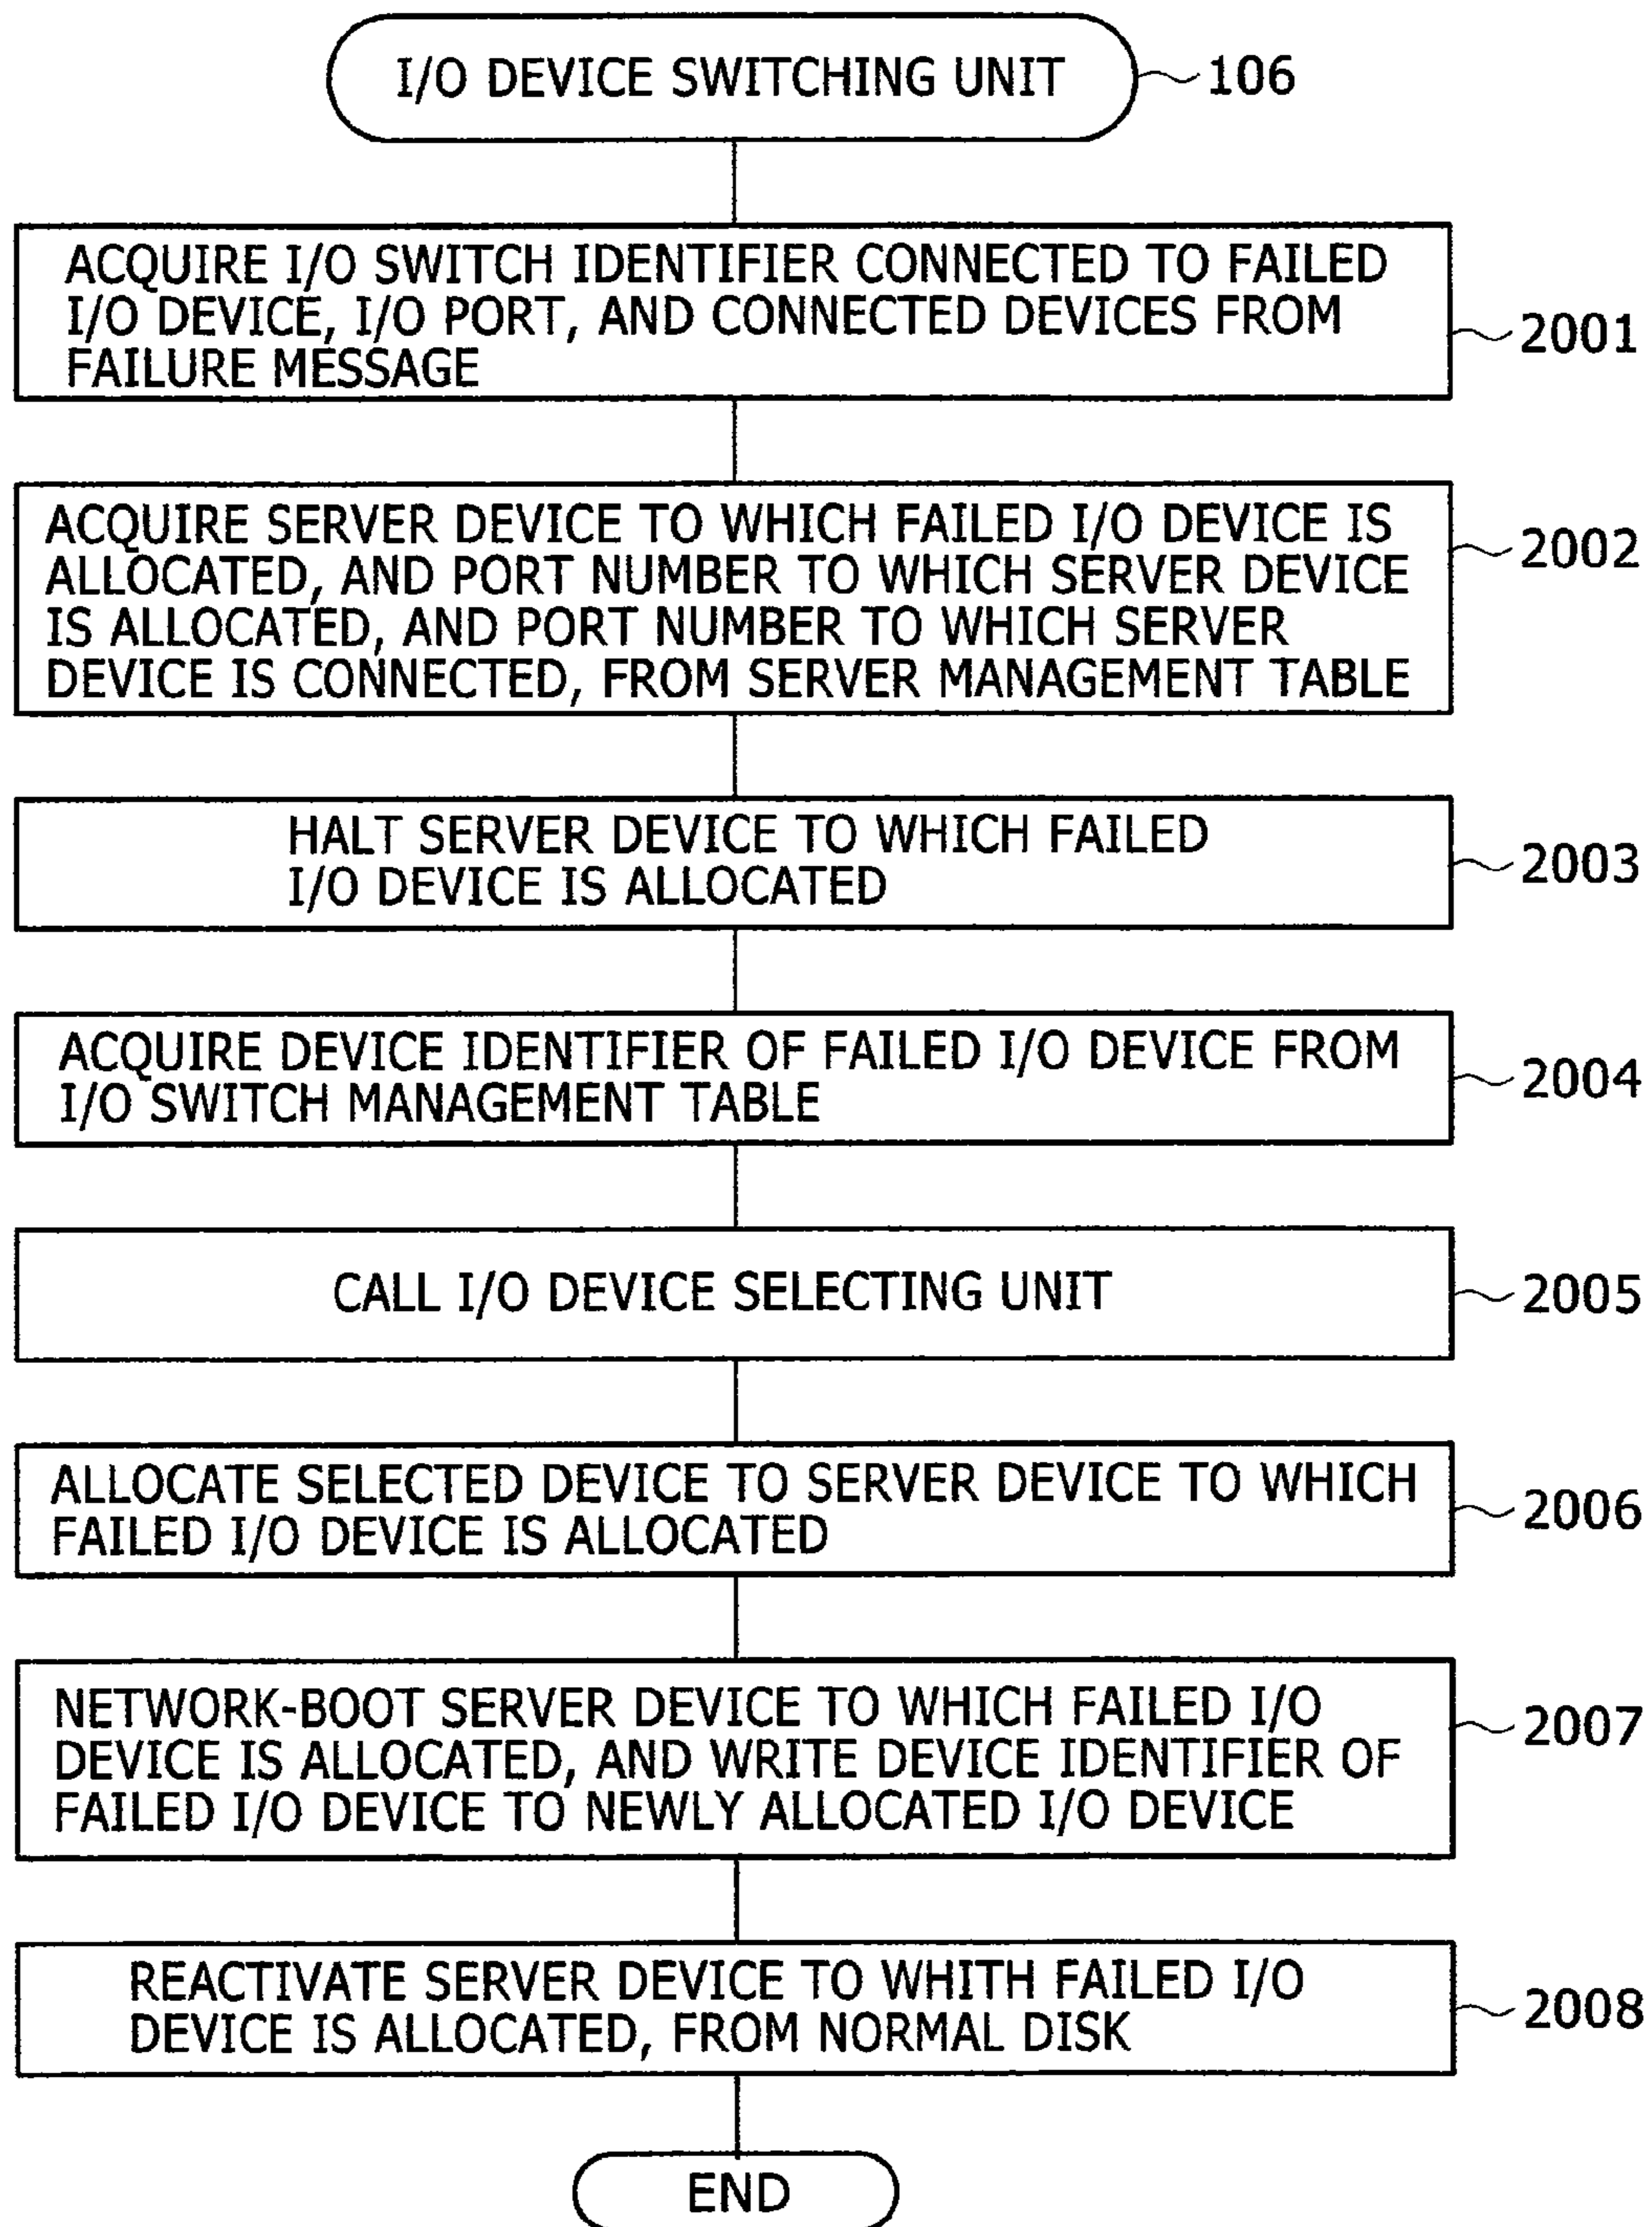 I/O DEVICE SWITCHING UNIT
106
ACQUIRE I/O SWITCH IDENTIFIER CONNECTED TO FAILED
I/O DEVICE, I/O PORT, AND CONNECTED DEVICES FROM
FAILURE MESSAGE
2001
ACQUIRE SERVER DEVICE TO WHICH FAILED I/O DEVICE IS
ALLOCATED, AND PORT NUMBER TO WHICH SERVER DEVICE
IS ALLOCATED, AND PORT NUMBER TO WHICH SERVER
DEVICE IS CONNECTED, FROM SERVER MANAGEMENT TABLE
2002
HALT SERVER DEVICE TO WHICH FAILED
I/O DEVICE IS ALLOCATED
2003
ACQUIRE DEVICE IDENTIFIER OF FAILED I/O DEVICE FROM
I/O SWITCH MANAGEMENT TABLE
2004
CALL I/O DEVICE SELECTING UNIT
2005
ALLOCATE SELECTED DEVICE TO SERVER DEVICE TO WHICH
FAILED I/O DEVICE IS ALLOCATED
2006
NETWORK-BOOT SERVER DEVICE TO WHICH FAILED I/O
DEVICE IS ALLOCATED, AND WRITE DEVICE IDENTIFIER OF
FAILED I/O DEVICE TO NEWLY ALLOCATED I/O DEVICE
2007
REACTIVATE SERVER DEVICE TO WHITH FAILED I/O
DEVICE IS ALLOCATED, FROM NORMAL DISK
2008
END